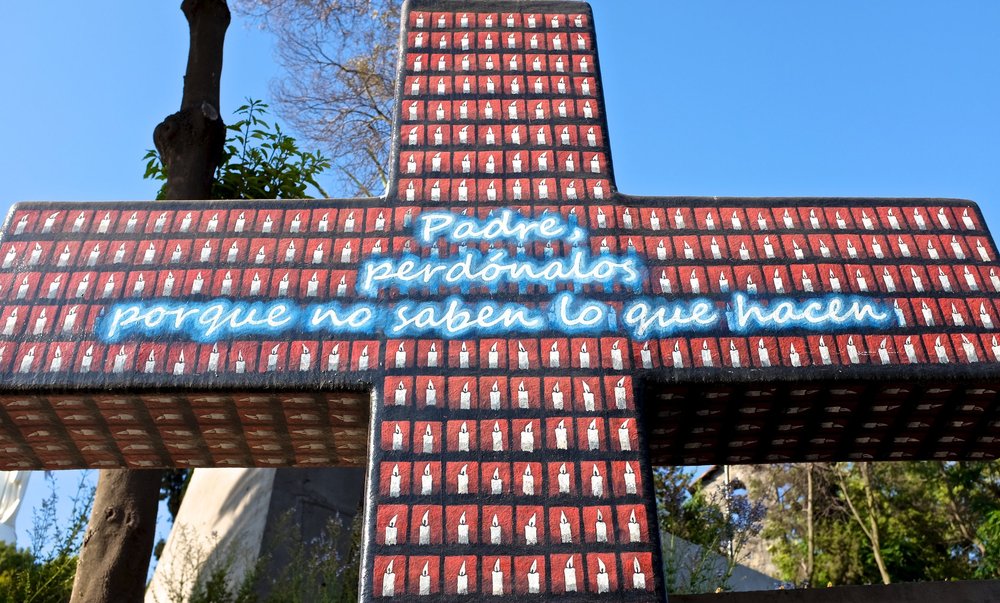 Padre,
perdónalos
porque no saben lo que hacen